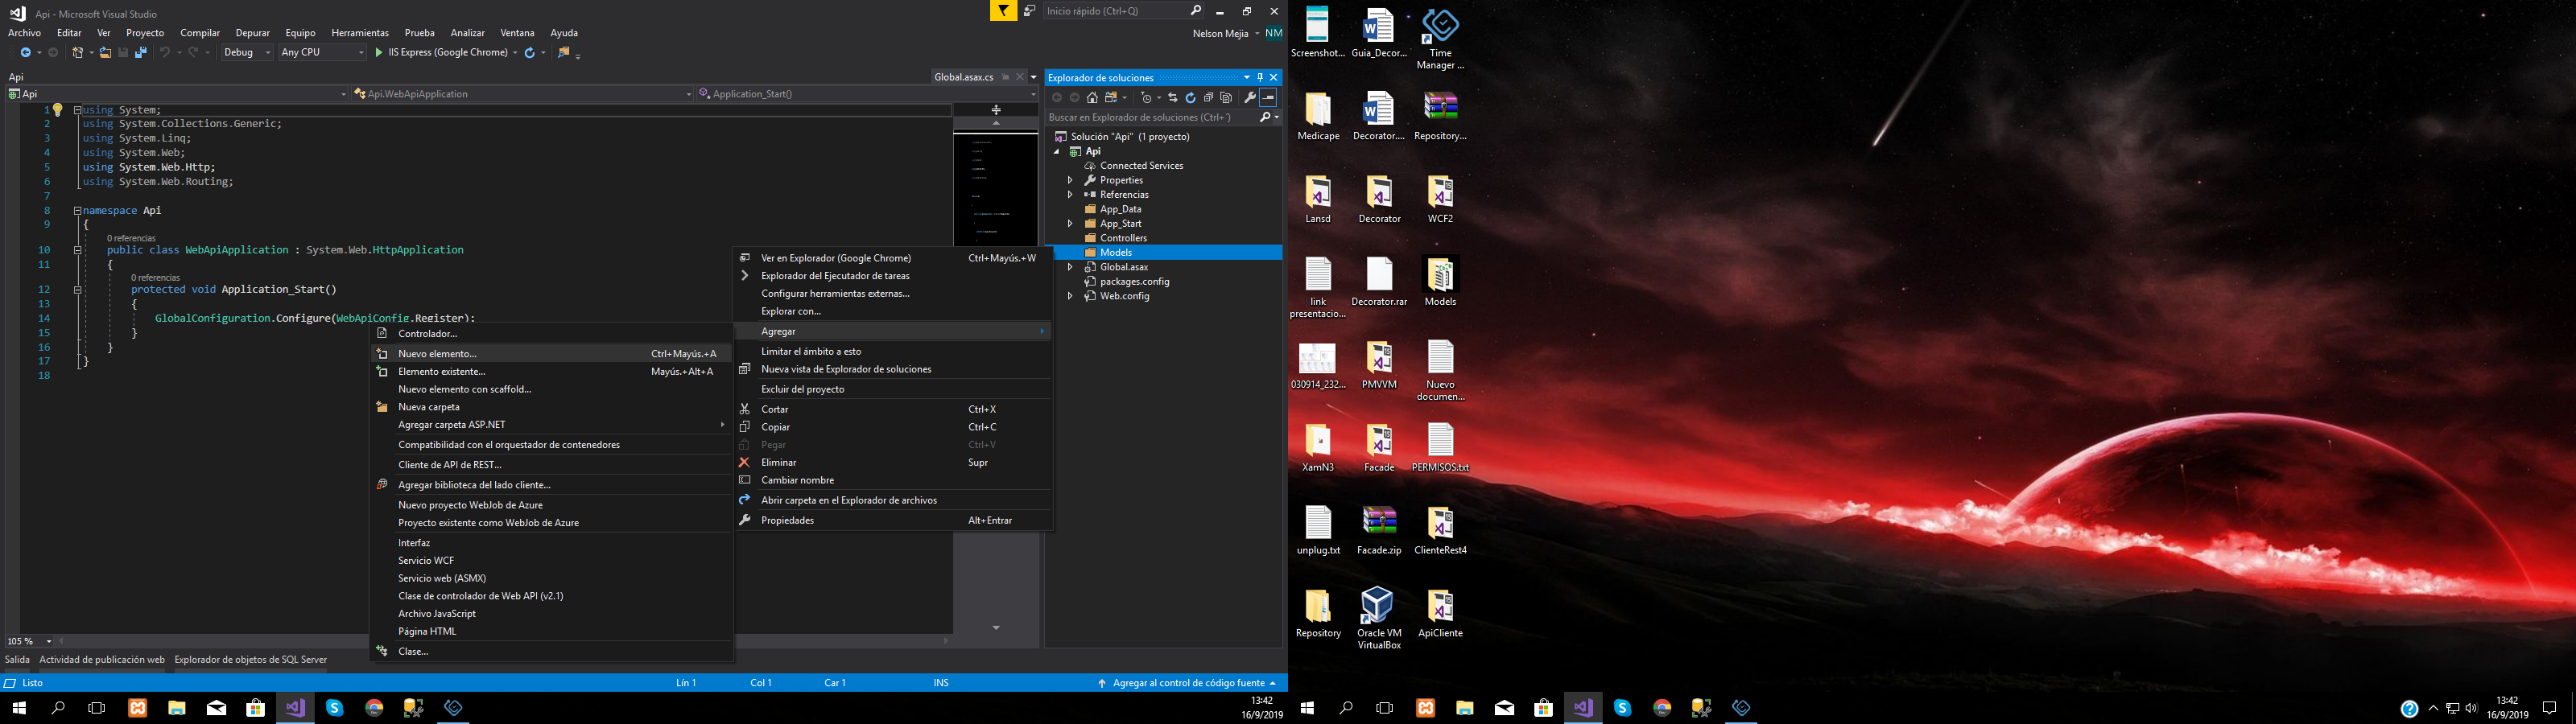 Api - Microsoft Visual Studio
Inicio rápido (Ctrl+Q)
Archivo Editar Ver Proyecto Compilar Depurar Equipo Herramientas Prueba Analizar Ventana Ayuda
Nelson Mejia NM
Debug Any CPU IIS Express (Google Chrome)
Api
Global.asax.cs
Api Api.WebApiApplication Application_Start()
1 using System;
2 using System.Collections.Generic;
3 using System.Linq;
4 using System.Web;
5 using System.Web.Http;
6 using System.Web.Routing;
7
8 namespace Api
9 {
0 referencias
10 public class WebApiApplication : System.Web.HttpApplication
11 {
0 referencias
12 protected void Application_Start()
13 {
14 GlobalConfiguration.Configure(WebApiConfig.Register);
15 }
16 }
17 }
18
Controlador...
Nuevo elemento... Ctrl+Mayús.+A
Elemento existente... Mayús.+Alt+A
Nuevo elemento con scaffold...
Nueva carpeta
Agregar carpeta ASP.NET
Compatibilidad con el orquestador de contenedores
Cliente de API de REST...
Agregar biblioteca del lado cliente...
Nuevo proyecto WebJob de Azure
Proyecto existente como WebJob de Azure
Interfaz
Servicio WCF
Servicio web (ASMX)
Clase de controlador de Web API (v2.1)
Archivo JavaScript
Página HTML
Clase...
Ver en Explorador (Google Chrome) Ctrl+Mayús.+W
Explorador del Ejecutador de tareas
Configurar herramientas externas...
Explorar con...
Agregar
Limitar el ámbito a esto
Nueva vista de Explorador de soluciones
Excluir del proyecto
Cortar Ctrl+X
Copiar Ctrl+C
Pegar Ctrl+V
Eliminar Supr
Cambiar nombre
Abrir carpeta en el Explorador de archivos
Propiedades Alt+Entrar
Explorador de soluciones
Buscar en Explorador de soluciones (Ctrl+´)
Solución "Api" (1 proyecto)
Api
Connected Services
Properties
Referencias
App_Data
App_Start
Controllers
Models
Global.asax
packages.config
Web.config
105 %
Salida Actividad de publicación web Explorador de objetos de SQL Server
Listo Lín 1 Col 1 Car 1 INS Agregar al control de código fuente
13:42
16/9/2019
Screenshot... Guia_Decor... Time
Manager ...
Medicape Decorator.... Repository...
Lansd Decorator WCF2
link Decorator.rar Models
presentacio...
030914_232... PMVVM Nuevo
documen...
XamN3 Facade PERMISOS.txt
unplug.txt Facade.zip ClienteRest4
Repository Oracle VM ApiCliente
VirtualBox
13:42
16/9/2019